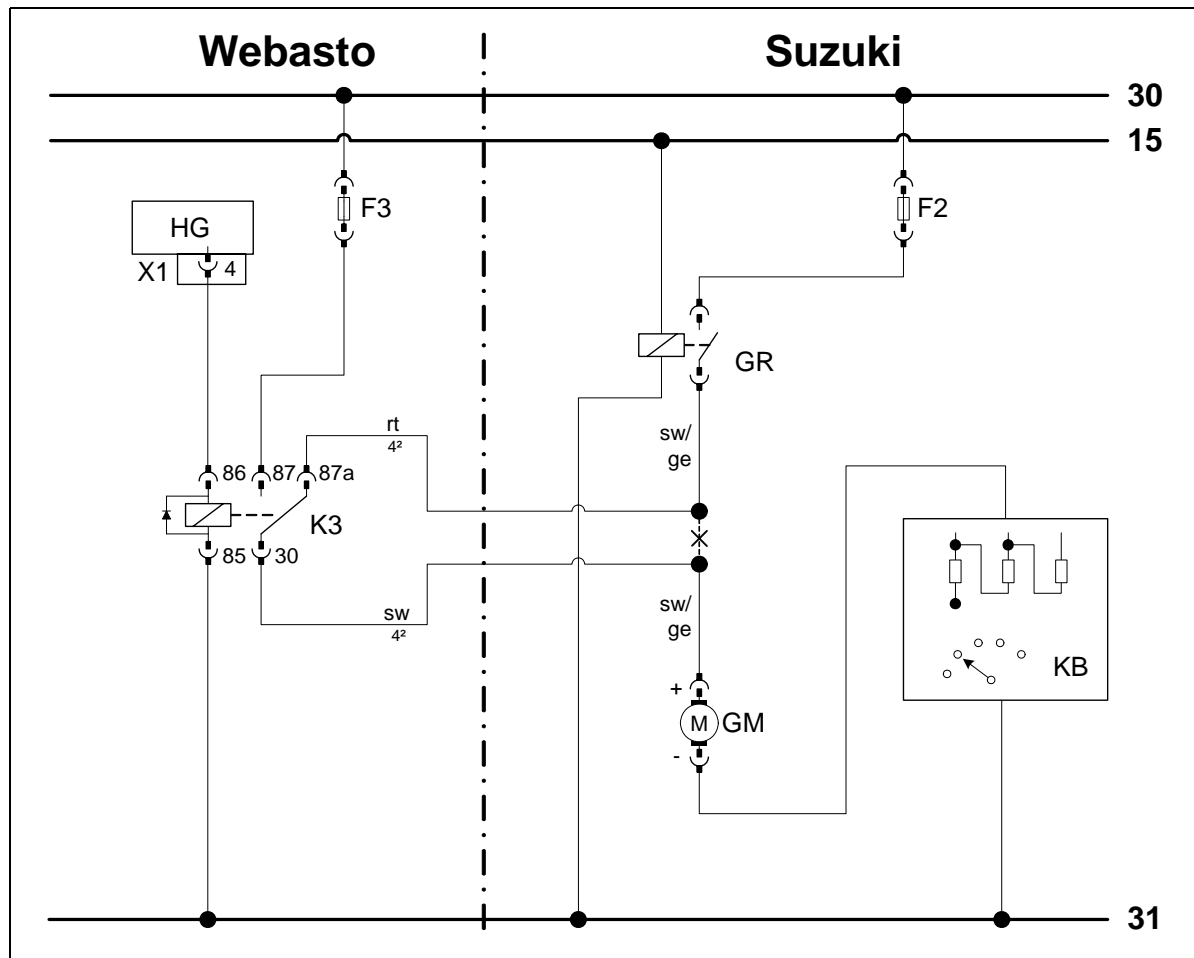 Webasto
Suzuki
30
15
F3
F2
HG
X1
4
GR
rt
4²
sw/
ge
86
87
87a
K3
85
30
sw
4²
sw/
ge
KB
+
M
GM
-
31